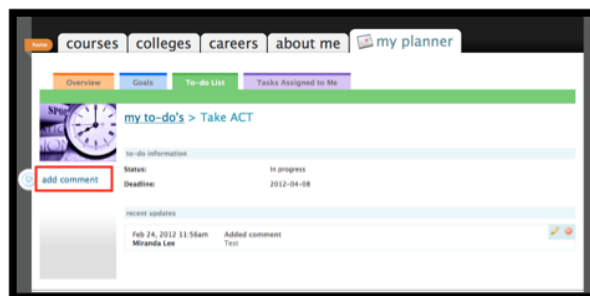 home courses colleges careers about me my planner
Overview Goals To-do List Tasks Assigned to Me
my to-do's > Take ACT
to-do information
add comment
Status: In progress
Deadline: 2012-04-08
recent updates
Feb 24, 2012 11:56am Added comment
Miranda Lee Test